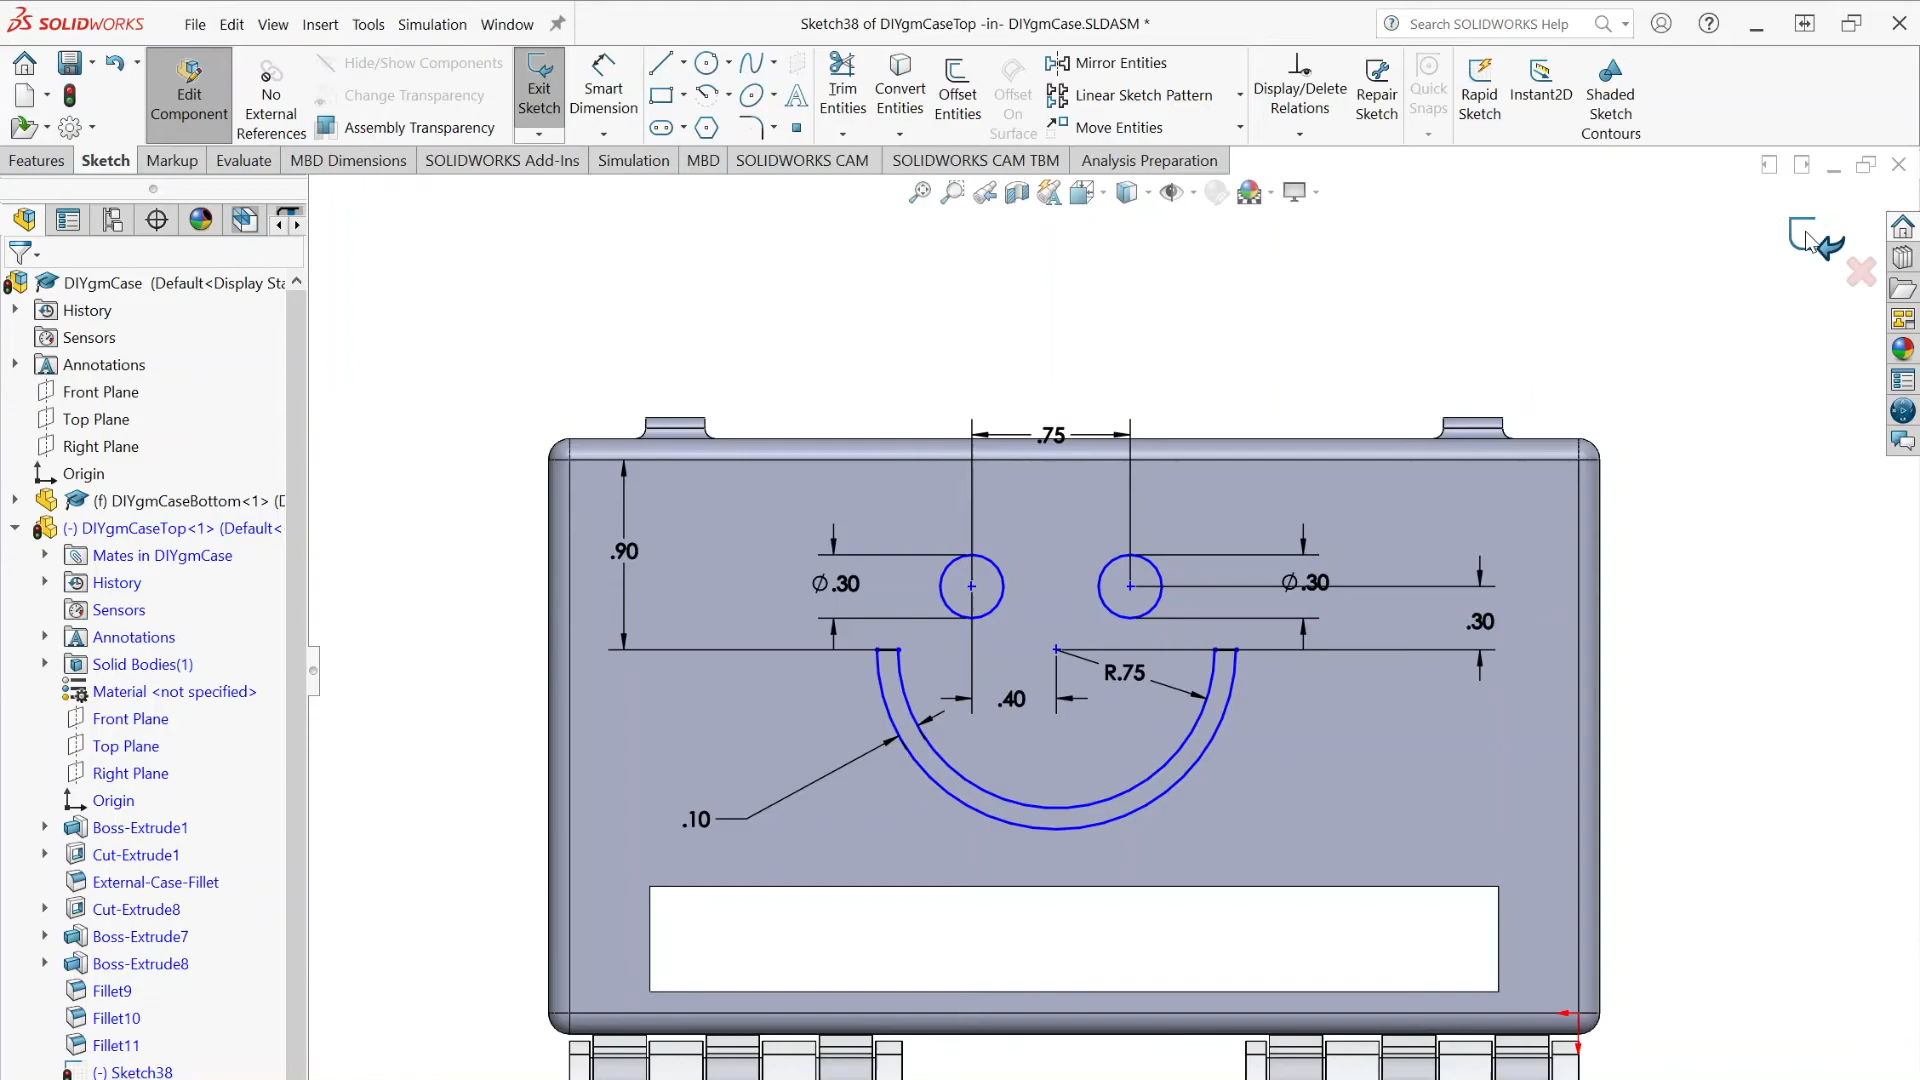 SOLIDWORKS
File Edit View Insert Tools Simulation Window
Sketch38 of DIYgmCaseTop -in- DIYgmCase.SLDASM *
Search SOLIDWORKS Help
Edit Component
No External References
Hide/Show Components
Change Transparency
Assembly Transparency
Exit Sketch
Smart Dimension
Trim Entities
Convert Entities
Offset Entities
Offset On Surface
Mirror Entities
Linear Sketch Pattern
Move Entities
Display/Delete Relations
Repair Sketch
Quick Snaps
Rapid Sketch
Instant2D
Shaded Sketch Contours
Features Sketch Markup Evaluate MBD Dimensions SOLIDWORKS Add-Ins Simulation MBD SOLIDWORKS CAM SOLIDWORKS CAM TBM Analysis Preparation
DIYgmCase (Default<Display Sta
History
Sensors
Annotations
Front Plane
Top Plane
Right Plane
Origin
(f) DIYgmCaseBottom<1> (D
(-) DIYgmCaseTop<1> (Default<
Mates in DIYgmCase
History
Sensors
Annotations
Solid Bodies(1)
Material <not specified>
Front Plane
Top Plane
Right Plane
Origin
Boss-Extrude1
Cut-Extrude1
External-Case-Fillet
Cut-Extrude8
Boss-Extrude7
Boss-Extrude8
Fillet9
Fillet10
Fillet11
(-) Sketch38
.75
.90
Ø.30
Ø.30
.30
R.75
.40
.10